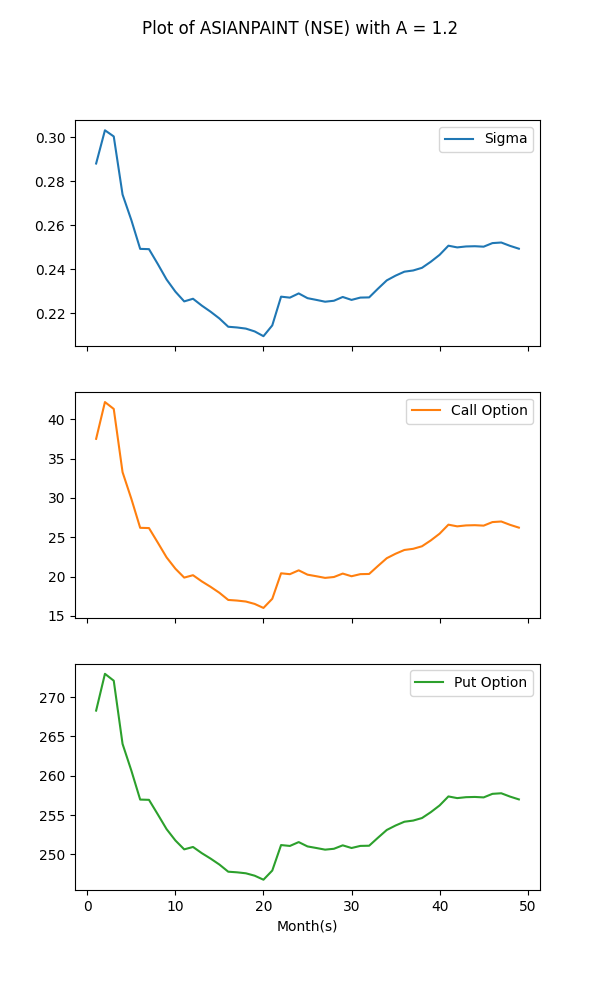 Plot of ASIANPAINT (NSE) with A = 1.2
Sigma
0.30
0.28
0.26
0.24
0.22
Call Option
40
35
30
25
20
15
Put Option
270
265
260
255
250
0 10 20 30 40 50
Month(s)